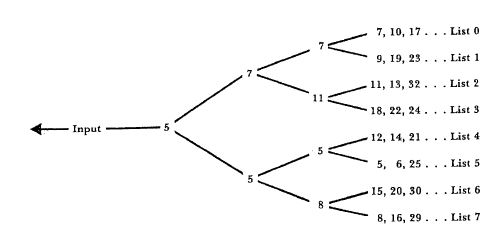 7, 10, 17 . . . List 0
7
9, 19, 23 . . . List 1
7
11, 13, 32 . . . List 2
11
18, 22, 24 . . . List 3
Input 5
12, 14, 21 . . . List 4
5
5, 6, 25 . . . List 5
5
15, 20, 30 . . . List 6
8
8, 16, 29 . . . List 7